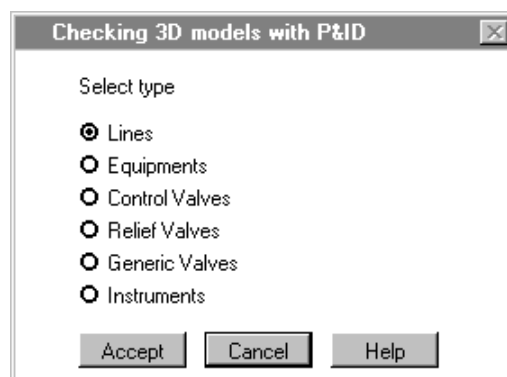 Checking 3D models with P&ID
Select type
Lines
Equipments
Control Valves
Relief Valves
Generic Valves
Instruments
Accept Cancel Help